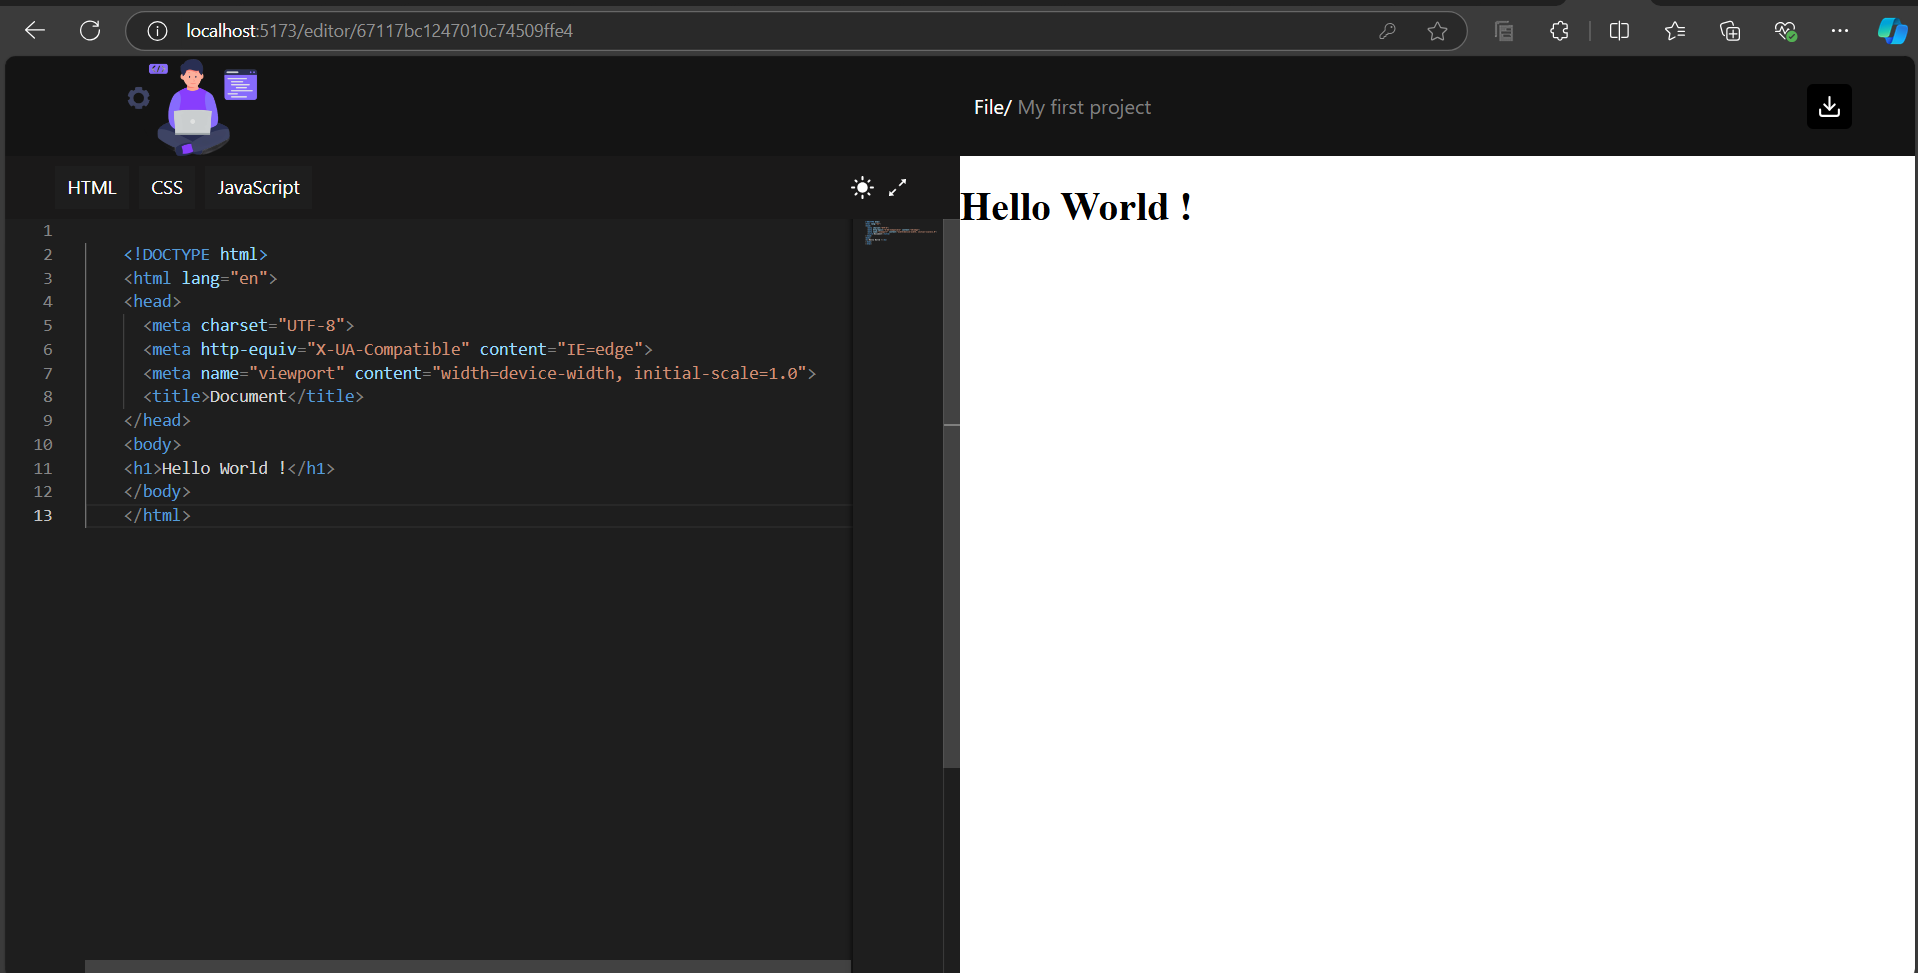 localhost:5173/editor/67117bc1247010c74509ffe4
File/ My first project
HTML CSS JavaScript
1
2 <!DOCTYPE html>
3 <html lang="en">
4 <head>
5 <meta charset="UTF-8">
6 <meta http-equiv="X-UA-Compatible" content="IE=edge">
7 <meta name="viewport" content="width=device-width, initial-scale=1.0">
8 <title>Document</title>
9 </head>
10 <body>
11 <h1>Hello World !</h1>
12 </body>
13 </html>
Hello World !